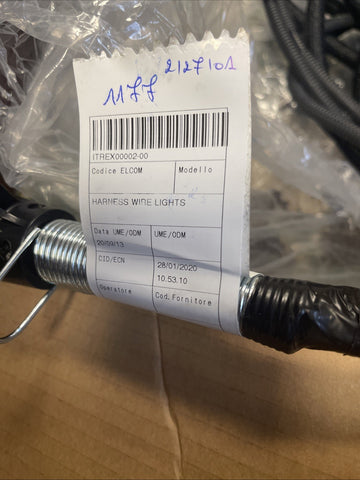 2127101
1177
ITREX00002-00
Codice ELCOM Modello
HARNESS WIRE LIGHTS
Data UME/ODM UME/ODM
20/09/13
CID/ECN 28/01/2020
10.53.10
Operatore Cod.Fornitore